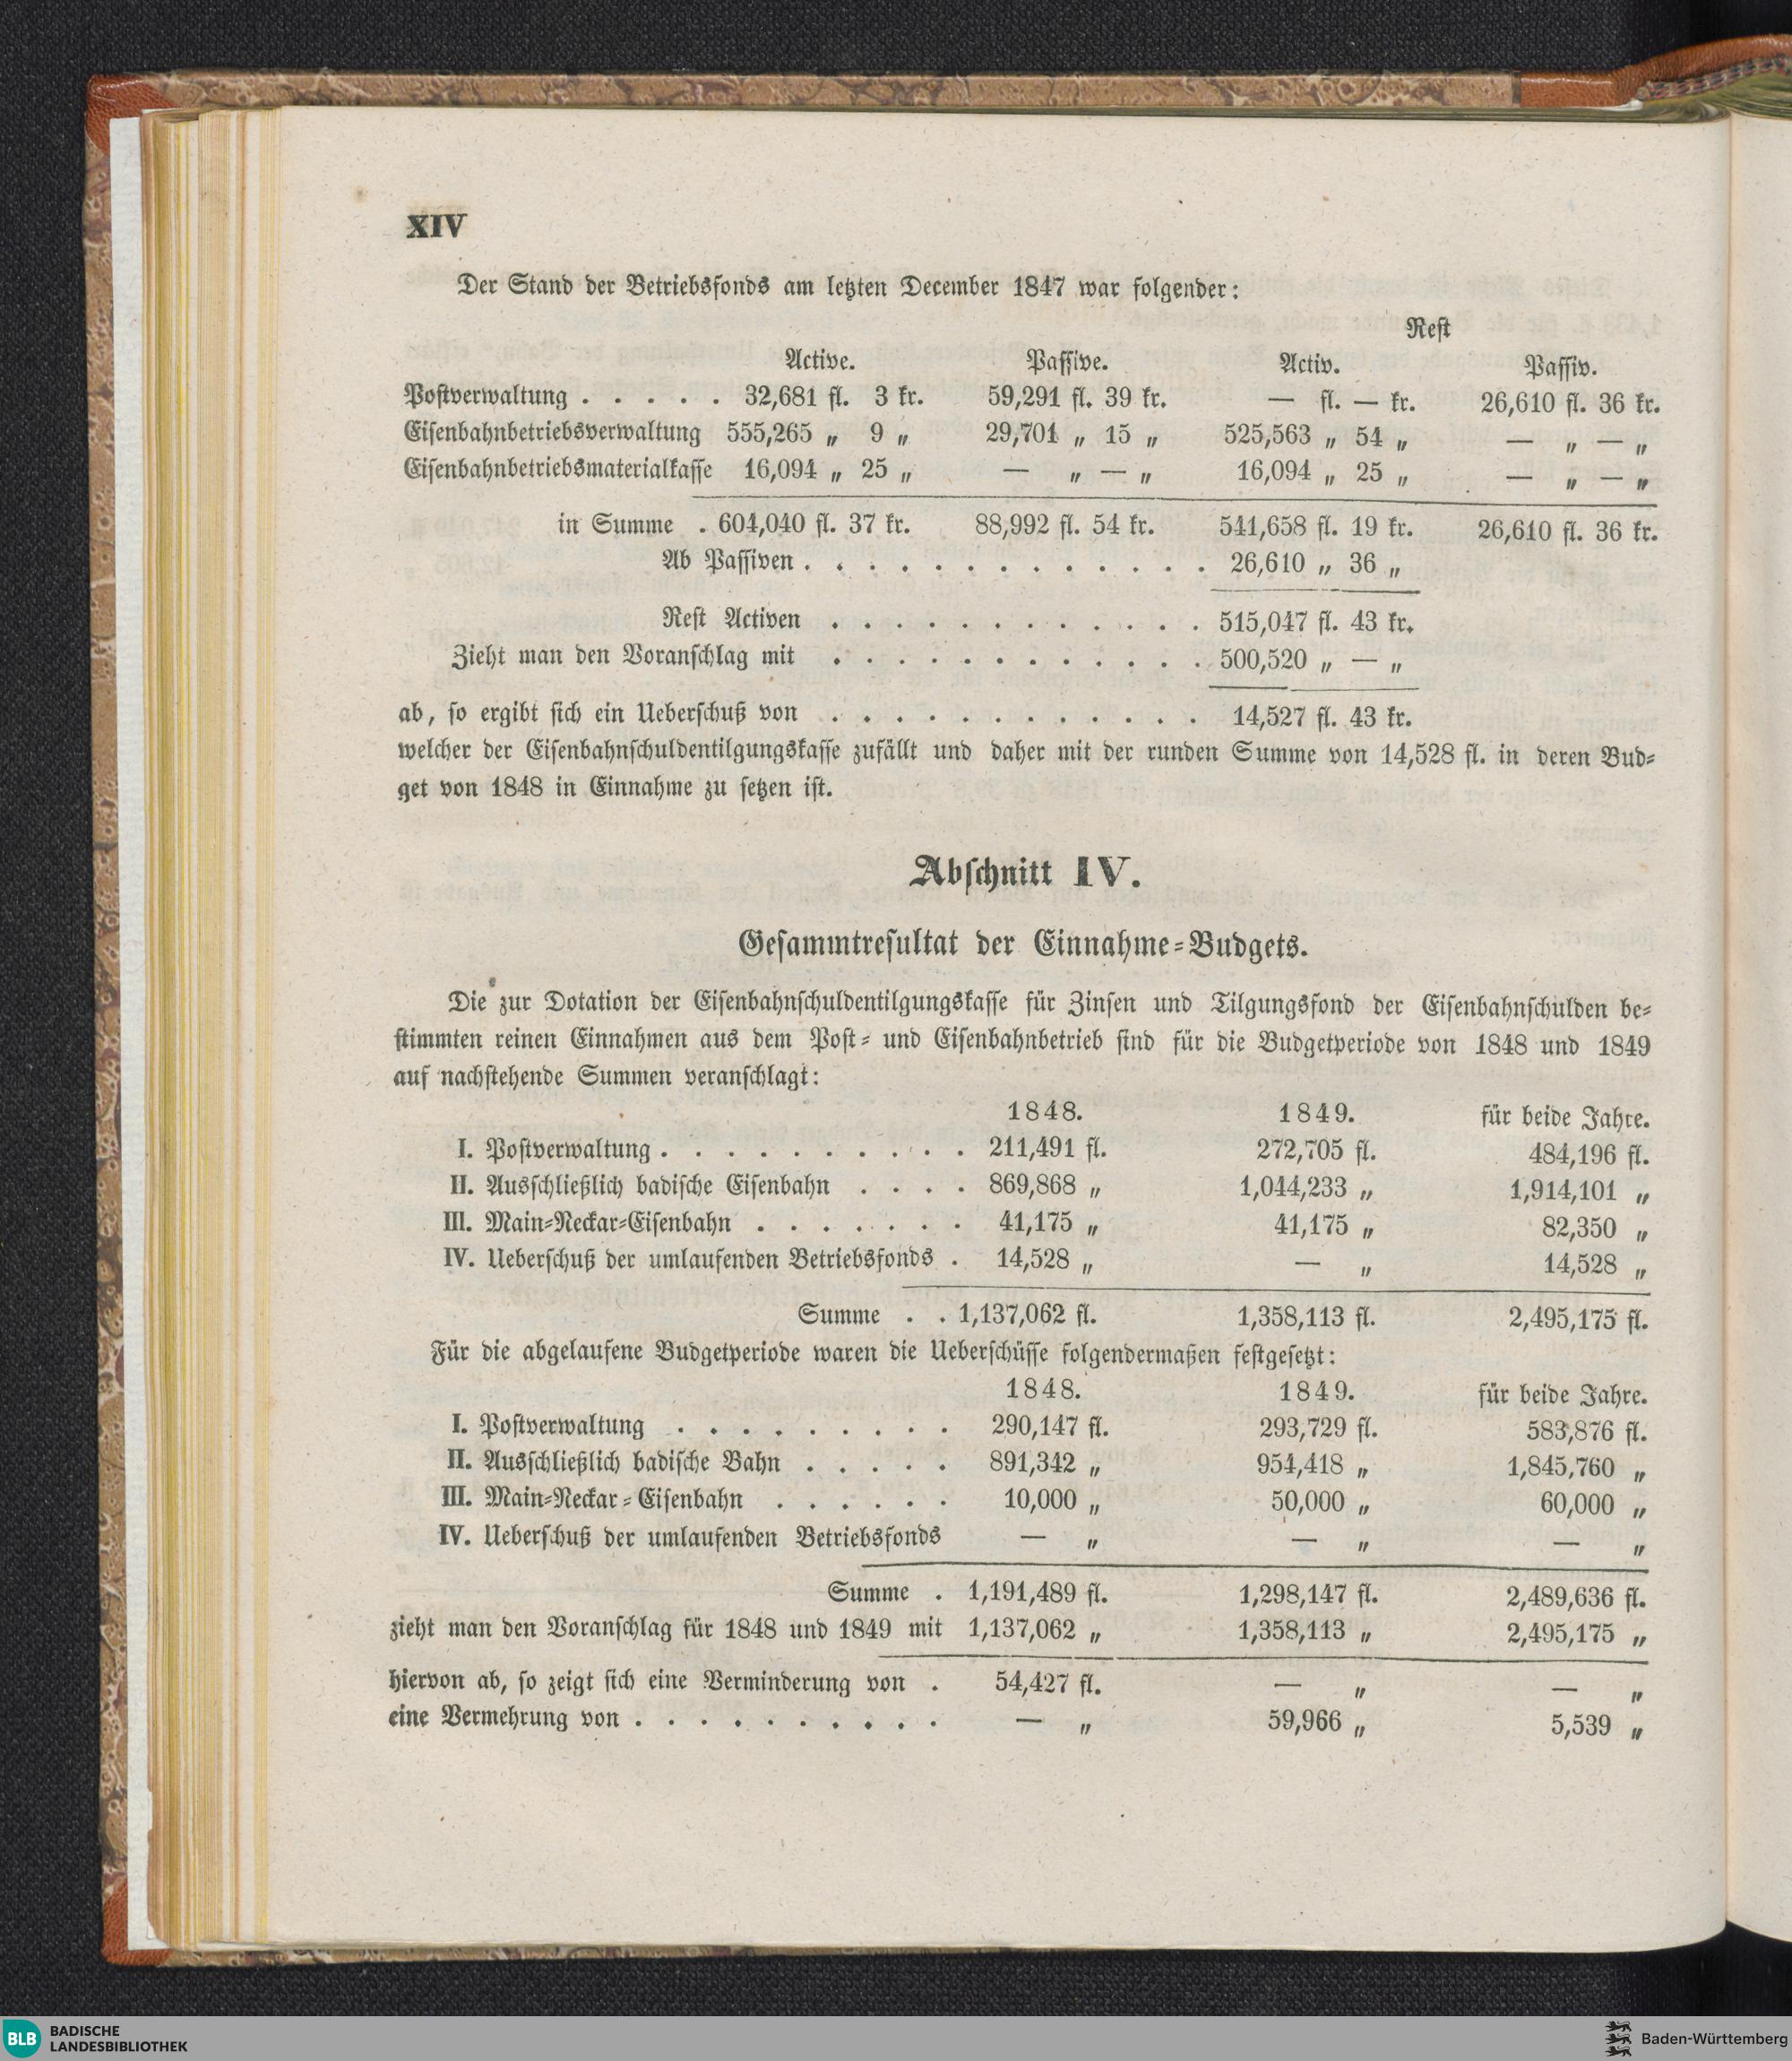 XIV
Der Stand der Betriebsfonds am letzten December 1847 war folgender:
Rest
Active. Passive. Activ. Passiv.
Postverwaltung . . . . . 32,681 fl. 3 kr. 59,291 fl. 39 kr. — fl. — kr. 26,610 fl. 36 kr.
Eisenbahnbetriebsverwaltung 555,265 „ 9 „ 29,701 „ 15 „ 525,563 „ 54 „ — „ — „
Eisenbahnbetriebsmaterialkasse 16,094 „ 25 „ — „ — „ 16,094 „ 25 „ — „ — „
in Summe . 604,040 fl. 37 kr. 88,992 fl. 54 kr. 541,658 fl. 19 kr. 26,610 fl. 36 kr.
Ab Passiven . . . . . . . . . . . . . 26,610 „ 36 „
Rest Activen . . . . . . . . . . . . 515,047 fl. 43 kr.
Zieht man den Voranschlag mit . . . . . . . . . . . . 500,520 „ — „
ab, so ergibt sich ein Ueberschuß von . . . . . . . . . . . . 14,527 fl. 43 kr.
welcher der Eisenbahnschuldentilgungskasse zufällt und daher mit der runden Summe von 14,528 fl. in deren Bud-
get von 1848 in Einnahme zu setzen ist.
Abschnitt IV.
Gesammtresultat der Einnahme-Budgets.
Die zur Dotation der Eisenbahnschuldentilgungskasse für Zinsen und Tilgungsfond der Eisenbahnschulden be-
stimmten reinen Einnahmen aus dem Post- und Eisenbahnbetrieb sind für die Budgetperiode von 1848 und 1849
auf nachstehende Summen veranschlagt:
1848. 1849. für beide Jahre.
I. Postverwaltung . . . . . . . . . . 211,491 fl. 272,705 fl. 484,196 fl.
II. Ausschließlich badische Eisenbahn . . . . 869,868 „ 1,044,233 „ 1,914,101 „
III. Main-Neckar-Eisenbahn . . . . . . . 41,175 „ 41,175 „ 82,350 „
IV. Ueberschuß der umlaufenden Betriebsfonds . 14,528 „ — „ 14,528 „
Summe . . 1,137,062 fl. 1,358,113 fl. 2,495,175 fl.
Für die abgelaufene Budgetperiode waren die Ueberschüsse folgendermaßen festgesetzt:
1848. 1849. für beide Jahre.
I. Postverwaltung . . . . . . . . . 290,147 fl. 293,729 fl. 583,876 fl.
II. Ausschließlich badische Bahn . . . . . 891,342 „ 954,418 „ 1,845,760 „
III. Main-Neckar-Eisenbahn . . . . . . 10,000 „ 50,000 „ 60,000 „
IV. Ueberschuß der umlaufenden Betriebsfonds — „ — „ — „
Summe . 1,191,489 fl. 1,298,147 fl. 2,489,636 fl.
zieht man den Voranschlag für 1848 und 1849 mit 1,137,062 „ 1,358,113 „ 2,495,175 „
hiervon ab, so zeigt sich eine Verminderung von . 54,427 fl. — „ — „
eine Vermehrung von . . . . . . . . . . — „ 59,966 „ 5,539 „
BLB BADISCHE
LANDESBIBLIOTHEK
Baden-Württemberg